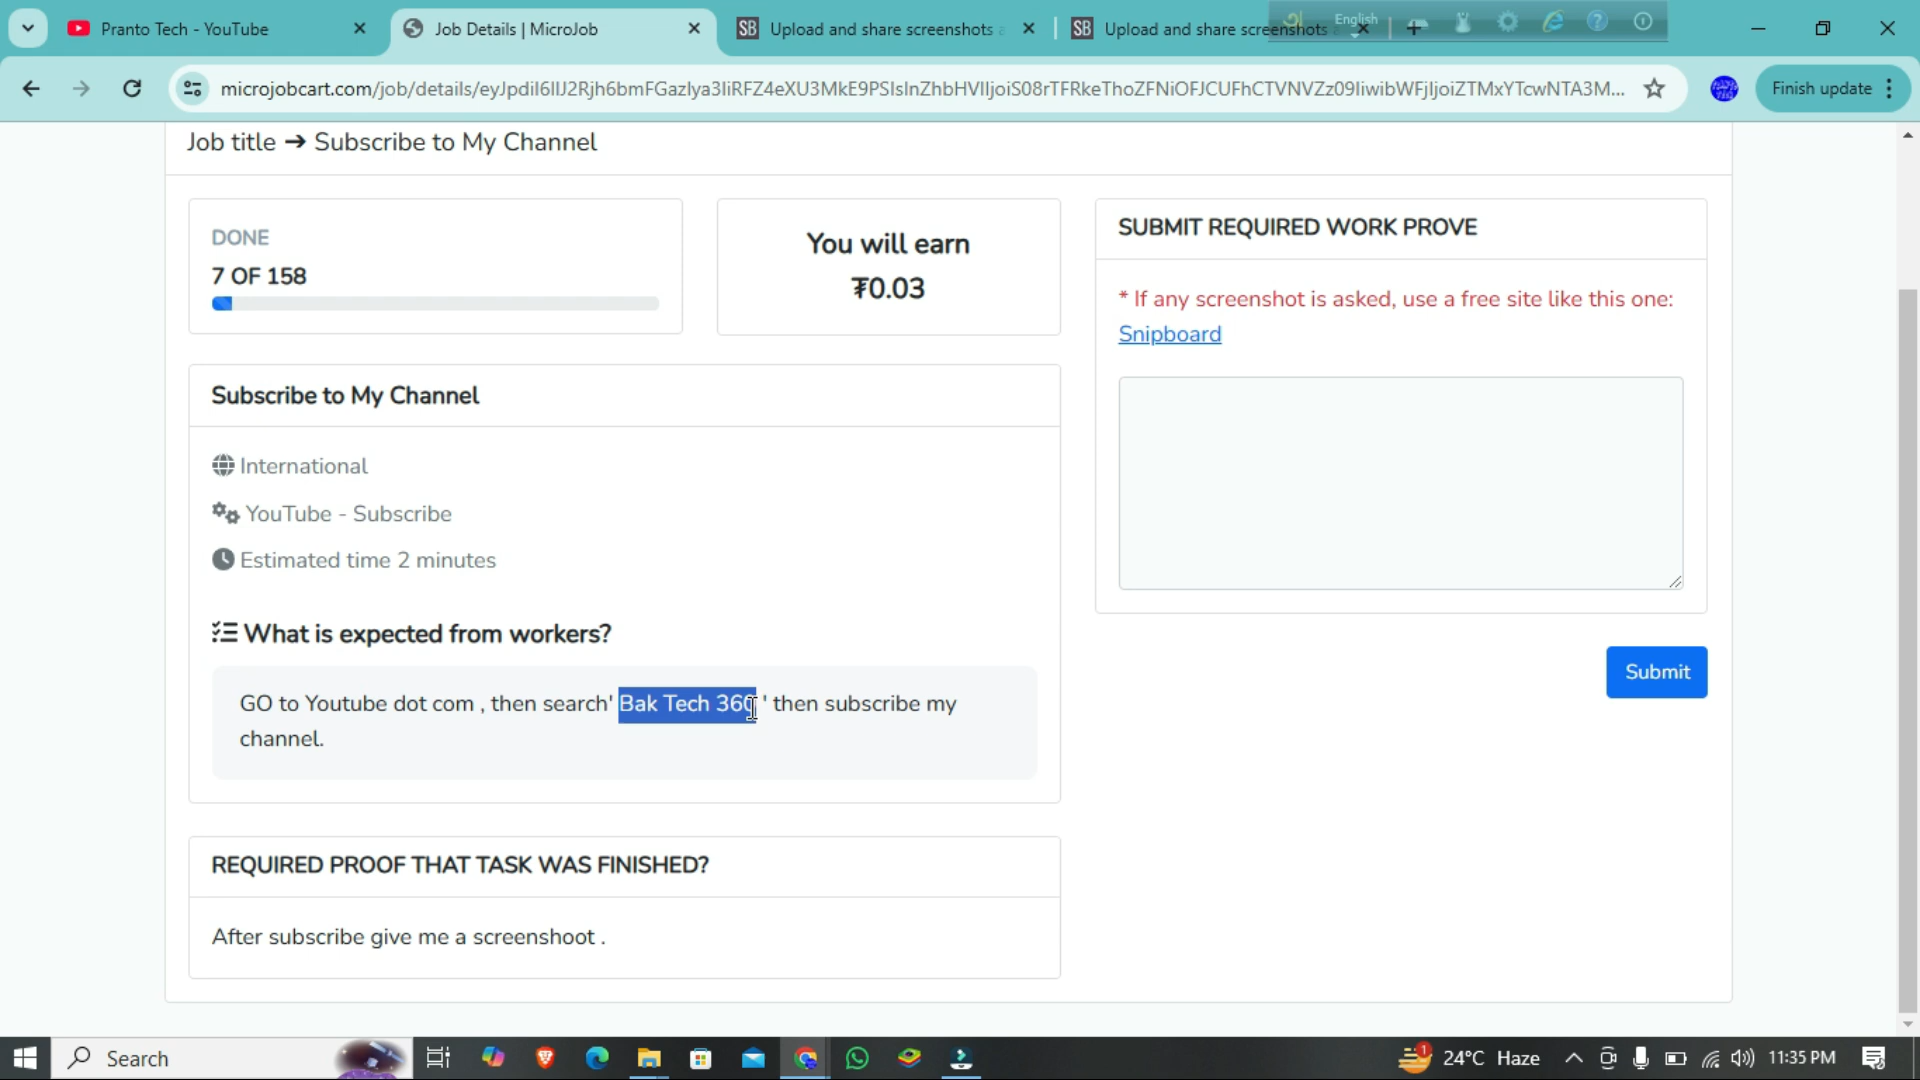 Pranto Tech - YouTube
Job Details | MicroJob
SB Upload and share screenshots a
SB Upload and share screenshots
English
Finish update
Job title ➔ Subscribe to My Channel
DONE
7 OF 158
You will earn
₮0.03
SUBMIT REQUIRED WORK PROVE
* If any screenshot is asked, use a free site like this one:
Snipboard
Subscribe to My Channel
International
YouTube - Subscribe
Estimated time 2 minutes
What is expected from workers?
GO to Youtube dot com , then search' Bak Tech 360 ' then subscribe my
channel.
Submit
REQUIRED PROOF THAT TASK WAS FINISHED?
After subscribe give me a screenshoot .
Search
1
24°C Haze
11:35 PM